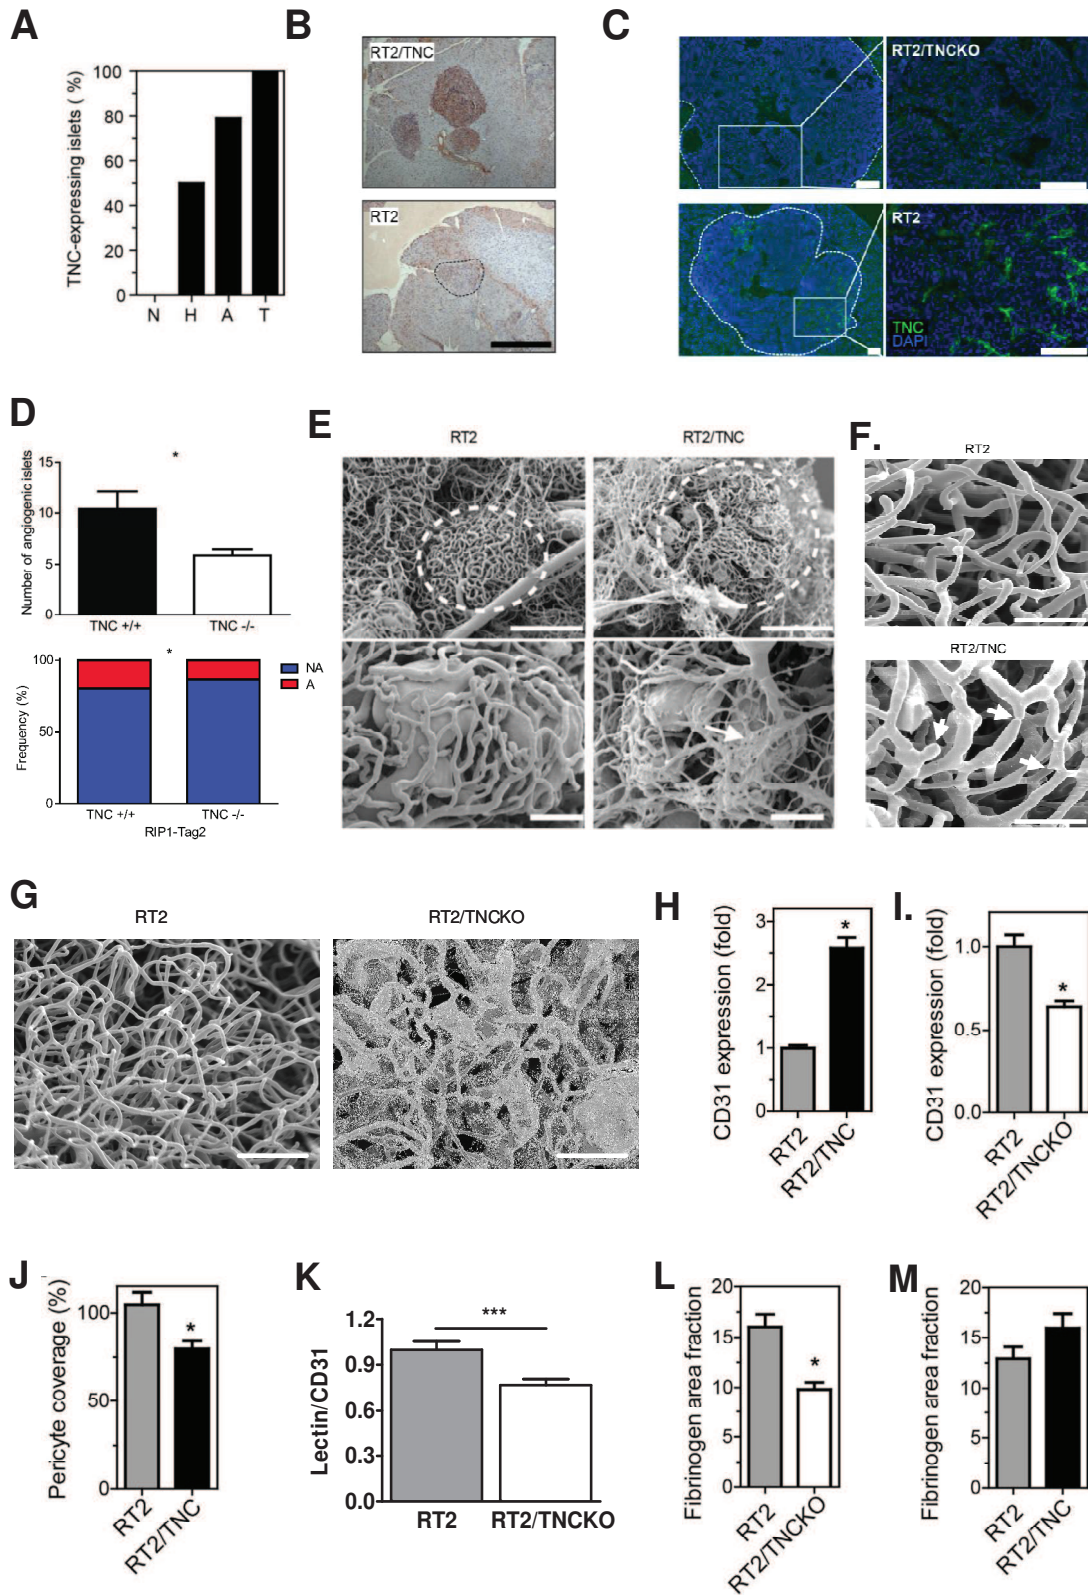 A
TNC-expressing islets (%)
100
80
60
40
20
0
N H A T
B
RT2/TNC
RT2
C
RT2/TNCKO
RT2
TNC
DAPI
D
*
Number of angiogenic islets
15
10
5
0
TNC +/+ TNC -/-
*
Frequency (%)
100
50
0
NA
A
TNC +/+ TNC -/-
RIP1-Tag2
E
RT2 RT2/TNC
F.
RT2
RT2/TNC
G
RT2 RT2/TNCKO
H
CD31 expression (fold)
3
2
1
0
*
RT2
RT2/TNC
I.
CD31 expression (fold)
1.0
0.5
0.0
*
RT2
RT2/TNCKO
J
Pericyte coverage (%)
100
50
0
*
RT2
RT2/TNC
K
Lectin/CD31
1.2
0.9
0.6
0.3
0.0
***
RT2 RT2/TNCKO
L
Fibrinogen area fraction
20
15
10
5
0
*
RT2
RT2/TNCKO
M
Fibrinogen area fraction
20
15
10
5
0
RT2
RT2/TNC